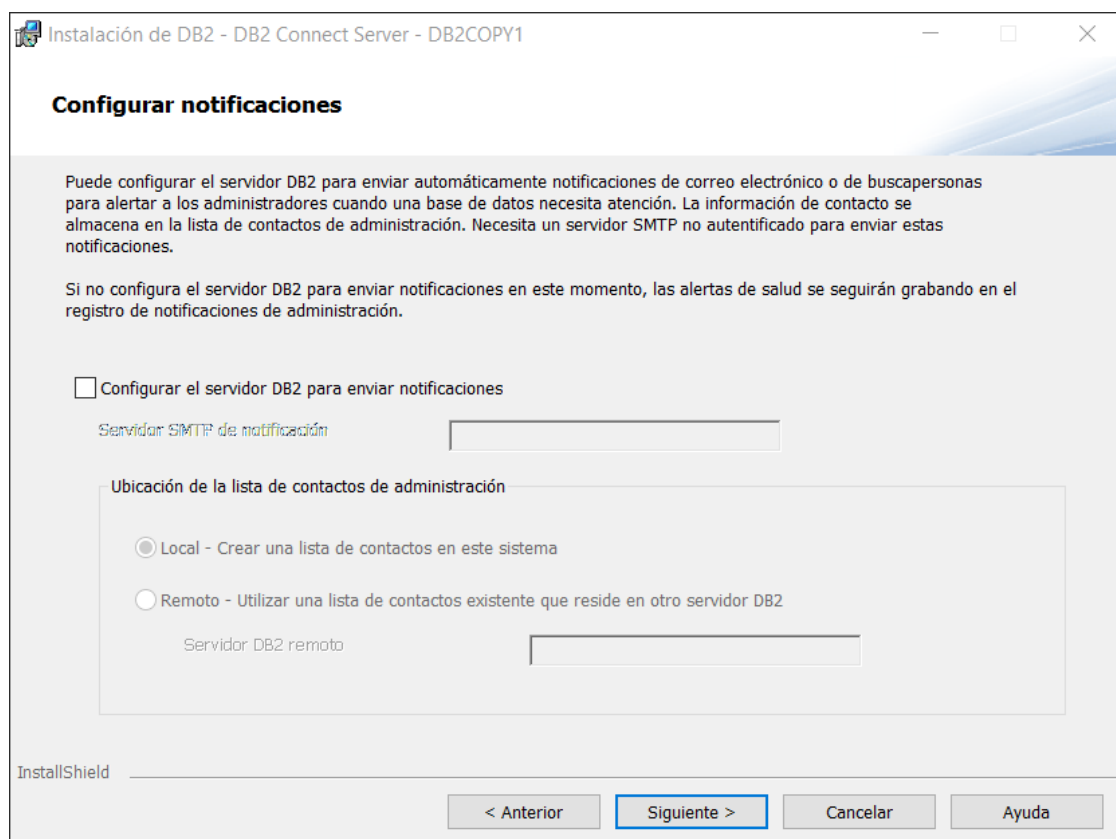 Instalación de DB2 - DB2 Connect Server - DB2COPY1
Configurar notificaciones
Puede configurar el servidor DB2 para enviar automáticamente notificaciones de correo electrónico o de buscapersonas
para alertar a los administradores cuando una base de datos necesita atención. La información de contacto se
almacena en la lista de contactos de administración. Necesita un servidor SMTP no autentificado para enviar estas
notificaciones.
Si no configura el servidor DB2 para enviar notificaciones en este momento, las alertas de salud se seguirán grabando en el
registro de notificaciones de administración.
Configurar el servidor DB2 para enviar notificaciones
Servidor SMTP de notificación
Ubicación de la lista de contactos de administración
Local - Crear una lista de contactos en este sistema
Remoto - Utilizar una lista de contactos existente que reside en otro servidor DB2
Servidor DB2 remoto
InstallShield
< Anterior Siguiente > Cancelar Ayuda